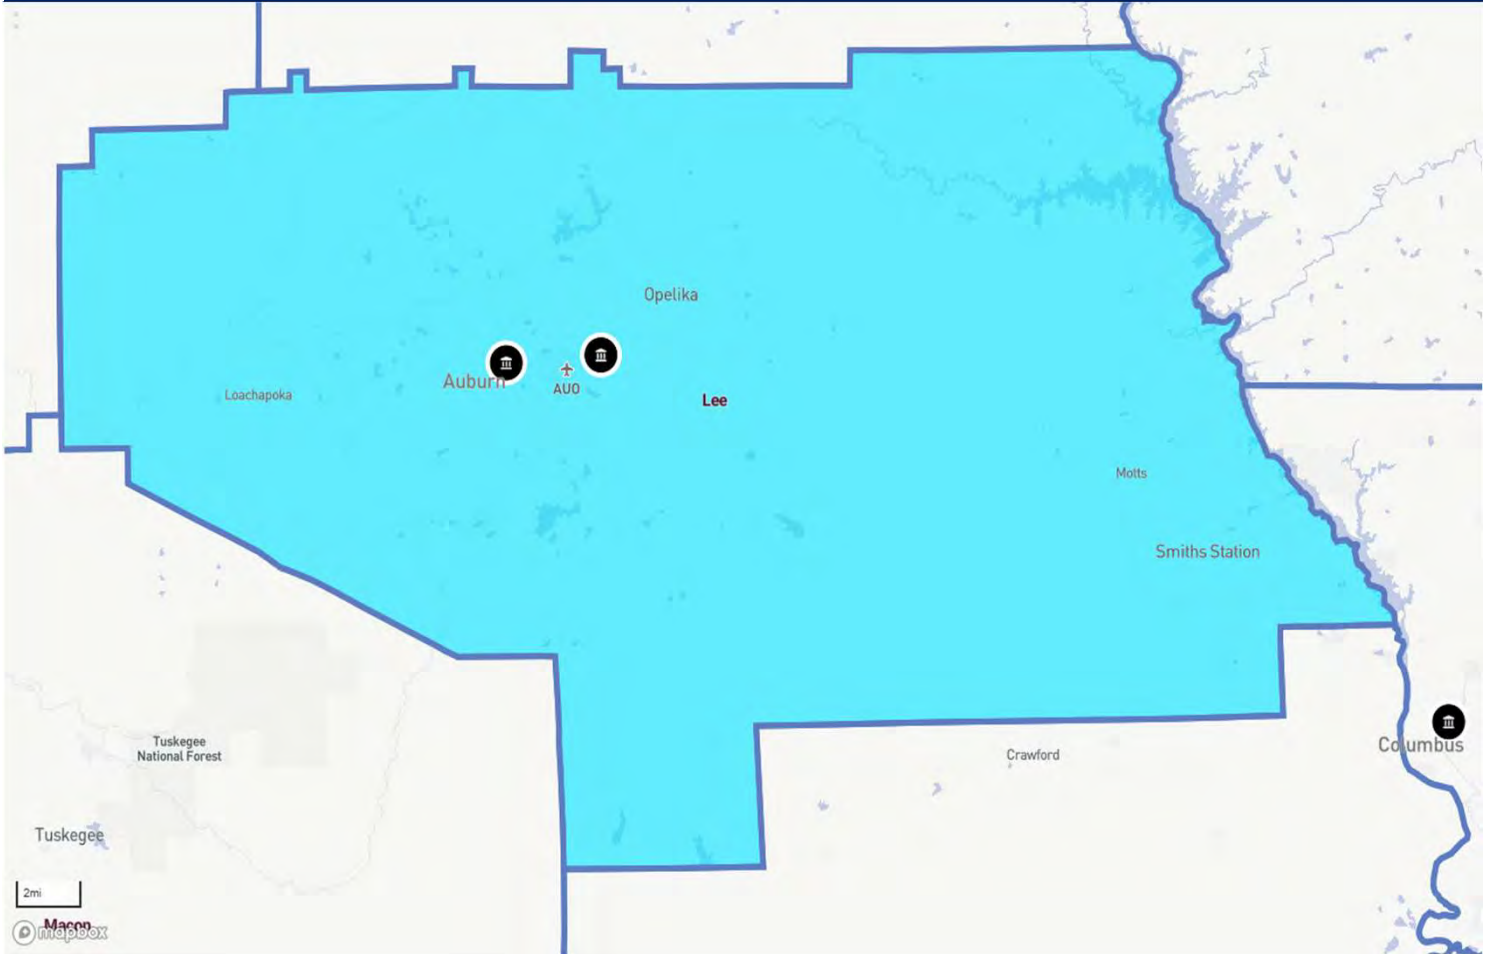 Opelika
Auburn
AUO
Loachapoka
Lee
Motts
Smiths Station
Tuskegee
National Forest
Crawford
Columbus
Tuskegee
2mi
Macon
mapbox